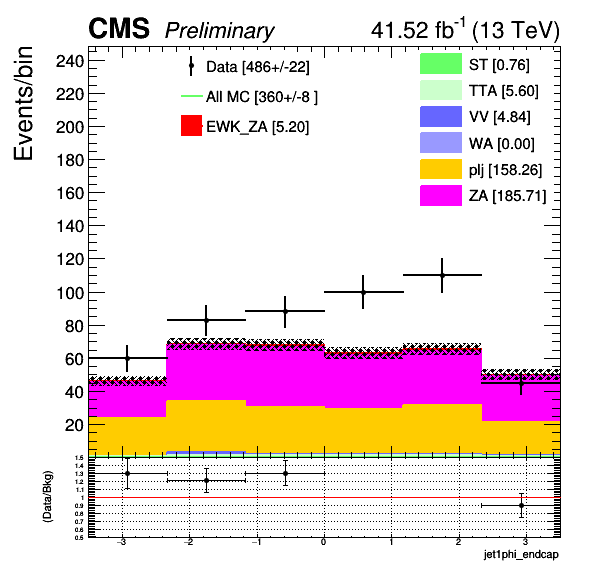 CMS Preliminary 41.52 fb-1 (13 TeV)
Events/bin
240
220
200
180
160
140
120
100
80
60
40
20
Data [486+/-22]
All MC [360+/-8 ]
EWK_ZA [5.20]
ST [0.76]
TTA [5.60]
VV [4.84]
WA [0.00]
plj [158.26]
ZA [185.71]
(Data/Bkg)
1.5
1.4
1.3
1.2
1.1
1
0.9
0.8
0.7
0.6
0.5
−3 −2 −1 0 1 2 3
jet1phi_endcap